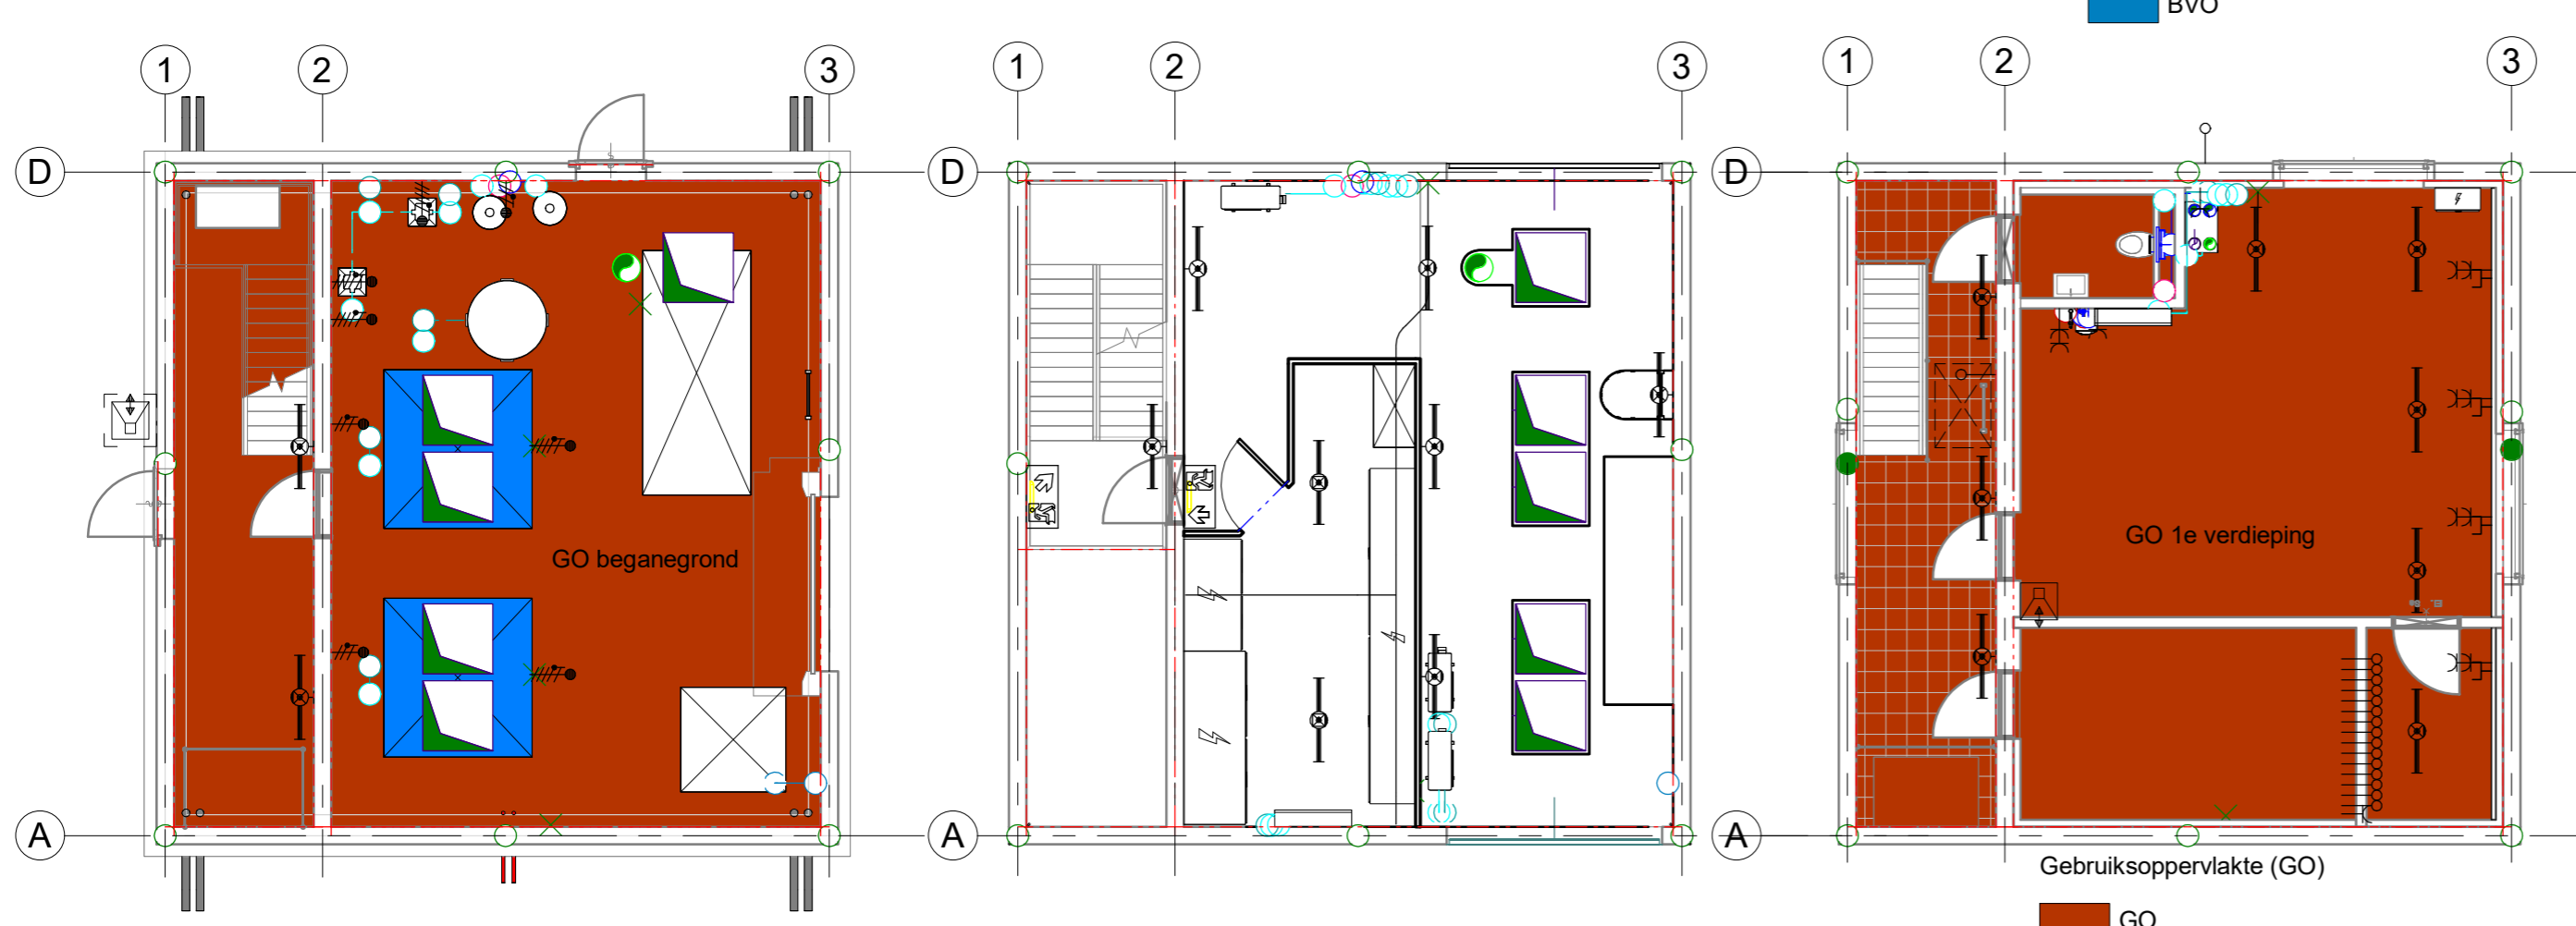 BVO
1 2 3
1 2 3
1 2 3
D
D
D
GO beganegrond
GO 1e verdieping
A
A
A
Gebruiksoppervlakte (GO)
GO